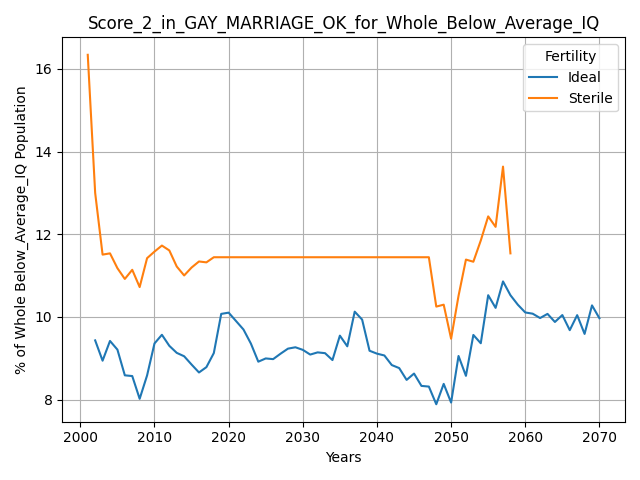 Score_2_in_GAY_MARRIAGE_OK_for_Whole_Below_Average_IQ
Fertility
Ideal
Sterile
% of Whole Below_Average_IQ Population
16
14
12
10
8
2000 2010 2020 2030 2040 2050 2060 2070
Years